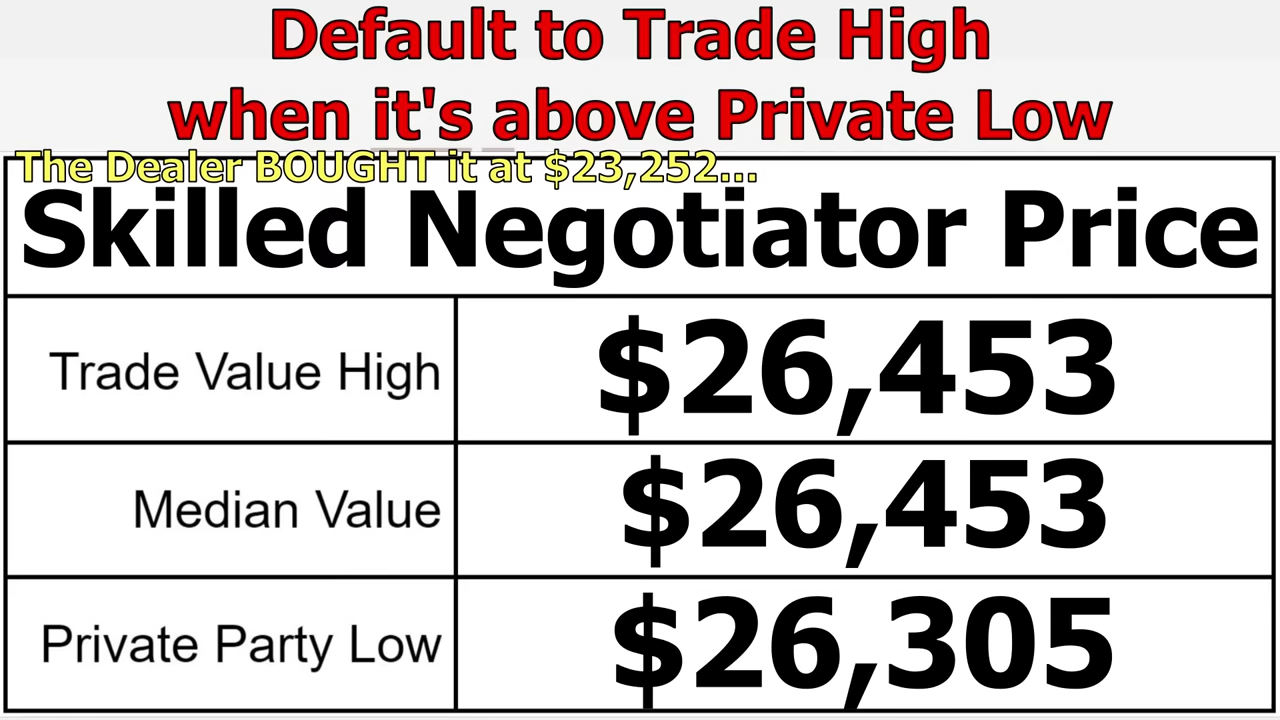 Default to Trade High
when it's above Private Low
The Dealer BOUGHT it at $23,252...
Skilled Negotiator Price
Trade Value High $26,453
Median Value $26,453
Private Party Low $26,305